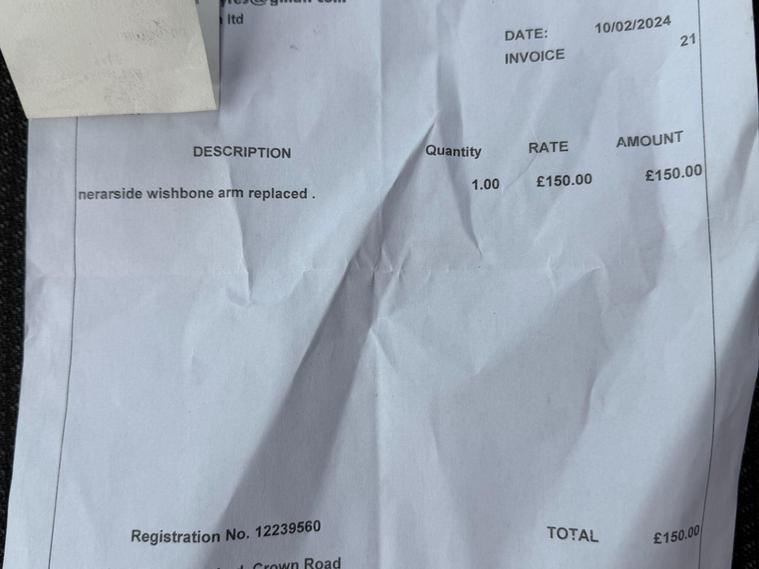 ltd
DATE: 10/02/2024
INVOICE 21
DESCRIPTION Quantity RATE AMOUNT
nerarside wishbone arm replaced . 1.00 £150.00 £150.00
Registration No. 12239560 TOTAL £150.00
Crown Road